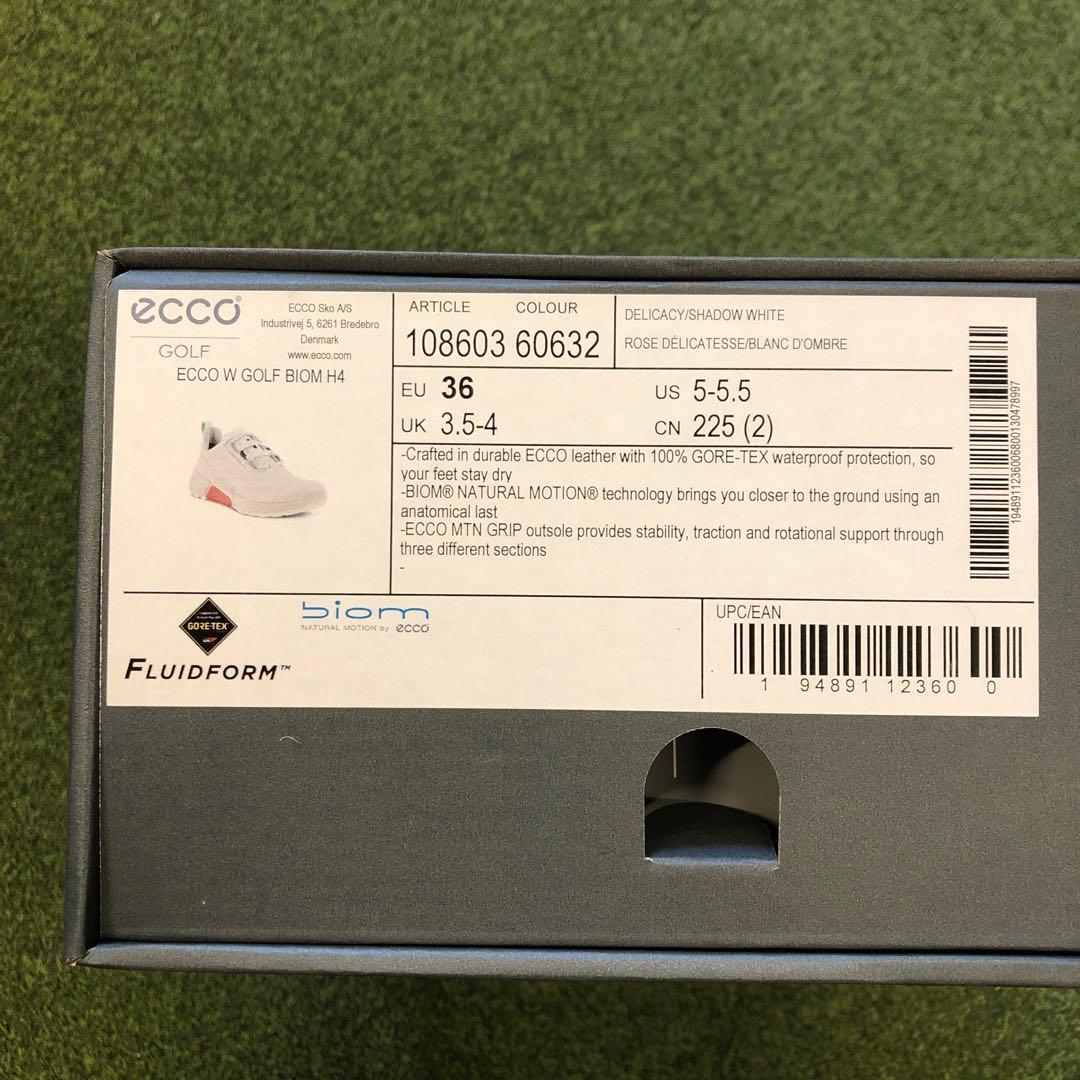 ecco®
GOLF
ECCO Sko A/S
Industrivej 5, 6261 Bredebro
Denmark
www.ecco.com
ECCO W GOLF BIOM H4
ARTICLE COLOUR
108603 60632
DELICACY/SHADOW WHITE
ROSE DÉLICATESSE/BLANC D'OMBRE
EU 36 US 5-5.5
UK 3.5-4 CN 225 (2)
-Crafted in durable ECCO leather with 100% GORE-TEX waterproof protection, so
your feet stay dry
-BIOM® NATURAL MOTION® technology brings you closer to the ground using an
anatomical last
-ECCO MTN GRIP outsole provides stability, traction and rotational support through
three different sections
-
1948911236006800130478997
GORE-TEX
biom
NATURAL MOTION by ecco
FLUIDFORM™
UPC/EAN
1 94891 12360 0